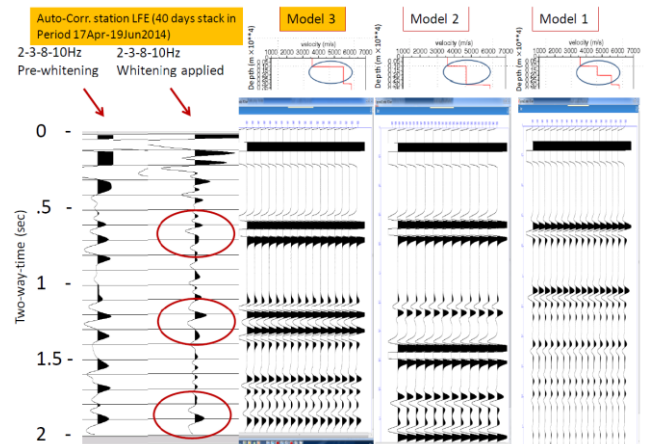 Auto-Corr. station LFE (40 days stack in
Period 17Apr-19Jun2014)
2-3-8-10Hz
Pre-whitening
2-3-8-10Hz
Whitening applied
Model 3
Model 2
Model 1
velocity (m/s)
1000 2000 3000 4000 5000 6000 7000
Depth (m ×10**4)
velocity (m/s)
1000 2000 3000 4000 5000 6000 7000
Depth (m ×10**4)
velocity (m/s)
1000 2000 3000 4000 5000 6000 7000
Depth (m ×10**4)
Two-way-time (sec)
0 -
.5 -
1 -
1.5 -
2 -